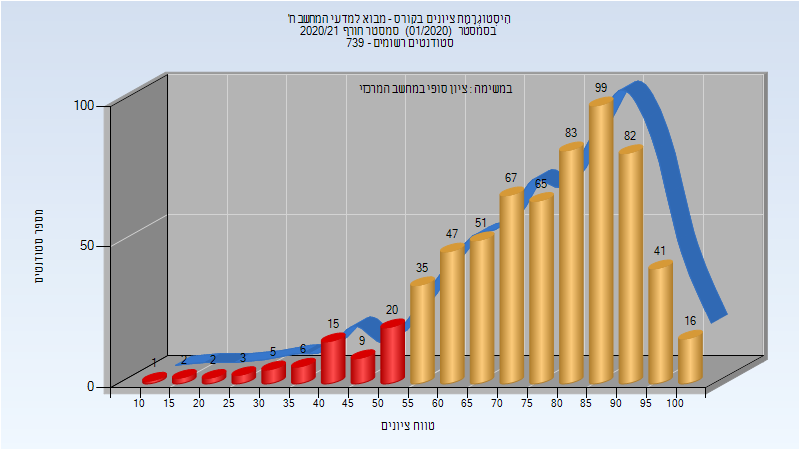 היסטוגרמת ציונים בקורס - מבוא למדעי המחשב ח'
בסמסטר (01/2020) סמסטר חורף 2020/21
סטודנטים רשומים - 739
במשימה : ציון סופי במחשב המרכזי
מספר סטודנטים
100
50
0
1 2 2 3 5 6 15 9 20 35 47 51 67 65 83 99 82 41 16
10 15 20 25 30 35 40 45 50 55 60 65 70 75 80 85 90 95 100
טווח ציונים